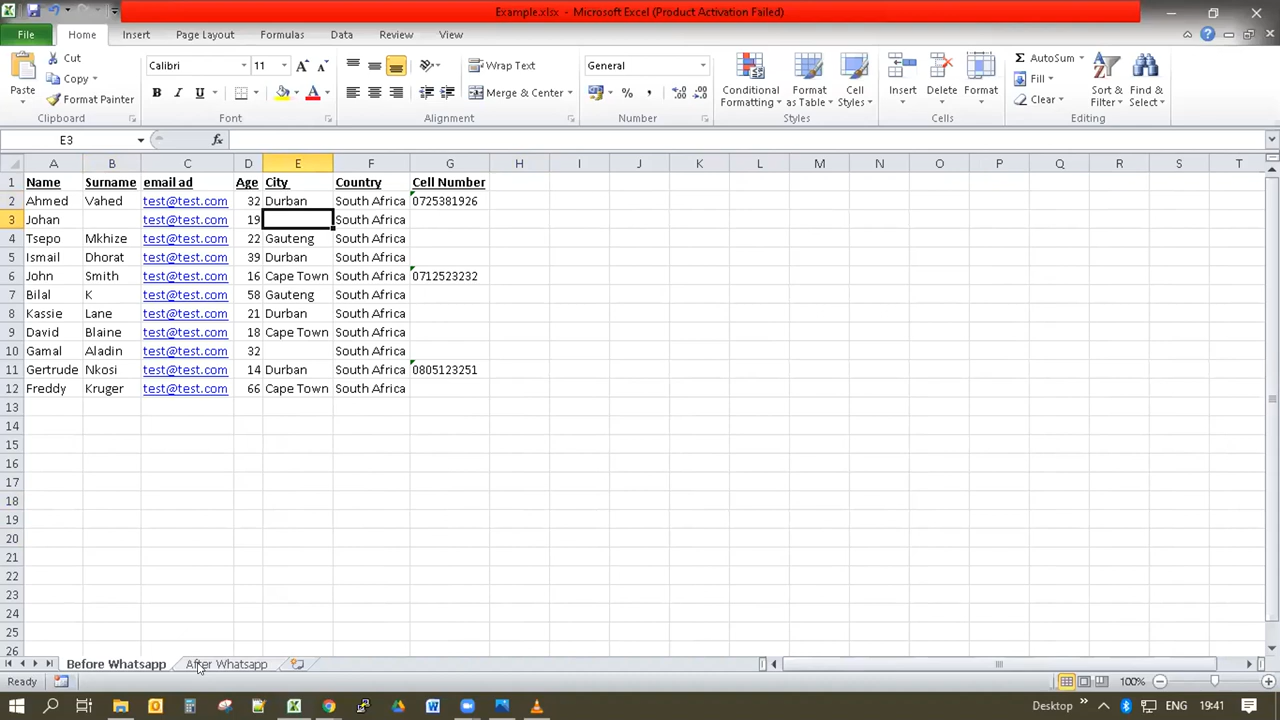 Example.xlsx - Microsoft Excel (Product Activation Failed)
File Home Insert Page Layout Formulas Data Review View
Paste Cut Copy Format Painter
Calibri 11
Wrap Text
Merge & Center
General
Conditional Formatting Format as Table Cell Styles
Insert Delete Format
AutoSum Fill Clear
Sort & Filter Find & Select
Clipboard Font Alignment Number Styles Cells Editing
E3 fx
A B C D E F G H I J K L M N O P Q R S T
1 Name Surname email ad Age City Country Cell Number
2 Ahmed Vahed test@test.com 32 Durban South Africa 0725381926
3 Johan test@test.com 19 South Africa
4 Tsepo Mkhize test@test.com 22 Gauteng South Africa
5 Ismail Dhorat test@test.com 39 Durban South Africa
6 John Smith test@test.com 16 Cape Town South Africa 0712523232
7 Bilal K test@test.com 58 Gauteng South Africa
8 Kassie Lane test@test.com 21 Durban South Africa
9 David Blaine test@test.com 18 Cape Town South Africa
10 Gamal Aladin test@test.com 32 South Africa
11 Gertrude Nkosi test@test.com 14 Durban South Africa 0805123251
12 Freddy Kruger test@test.com 66 Cape Town South Africa
13
14
15
16
17
18
19
20
21
22
23
24
25
26
Before Whatsapp After Whatsapp
Ready 100%
Desktop ENG 19:41